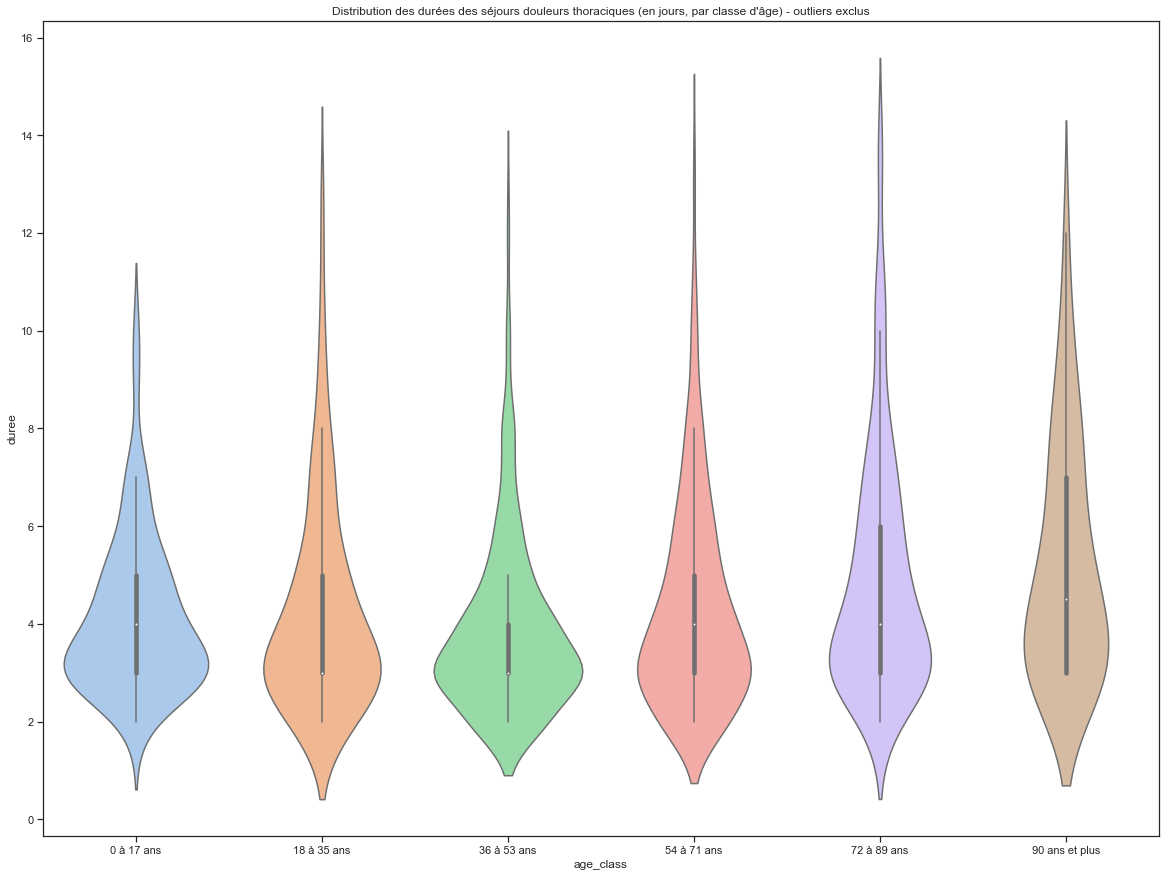 Distribution des durées des séjours douleurs thoraciques (en jours, par classe d'âge) - outliers exclus
16
14
12
10
8
6
4
2
0
duree
0 à 17 ans
18 à 35 ans
36 à 53 ans
54 à 71 ans
72 à 89 ans
90 ans et plus
age_class